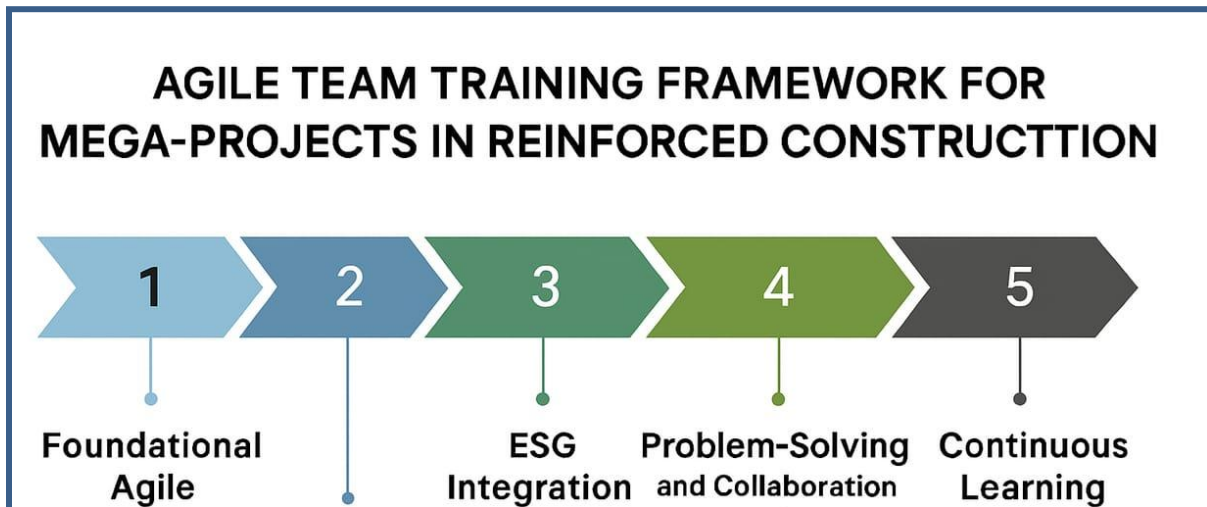 AGILE TEAM TRAINING FRAMEWORK FOR
MEGA-PROJECTS IN REINFORCED CONSTRUCTTION
1
2
3
4
5
Foundational
Agile
ESG
Integration
Problem-Solving
and Collaboration
Continuous
Learning